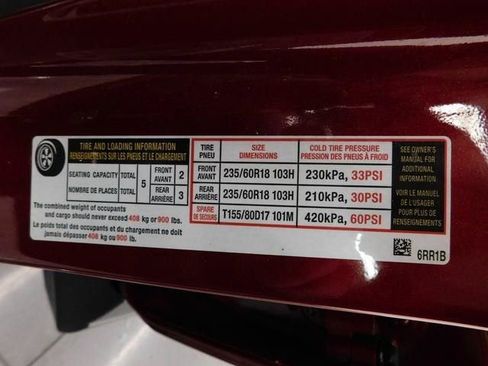 TIRE AND LOADING INFORMATION
RENSEIGNEMENTS SUR LES PNEUS ET LE CHARGEMENT
SEATING CAPACITY TOTAL 5 FRONT AVANT 2
NOMBRE DE PLACES TOTAL REAR ARRIÈRE 3
The combined weight of occupants
and cargo should never exceed 408 kg or 900 lbs.
Le poids total des occupants et du chargement ne doit
jamais dépasser 408 kg ou 900 lb.
TIRE PNEU SIZE DIMENSIONS COLD TIRE PRESSURE PRESSION DES PNEUS À FROID
FRONT AVANT 235/60R18 103H 230kPa, 33PSI
REAR ARRIÈRE 235/60R18 103H 210kPa, 30PSI
SPARE DE SECOURS T155/80D17 101M 420kPa, 60PSI
SEE OWNER'S
MANUAL FOR
ADDITIONAL
INFORMATION
VOIR LE MANUEL
DE L'USAGER
POUR PLUS DE
RENSEIGNEMENTS
6RR1B